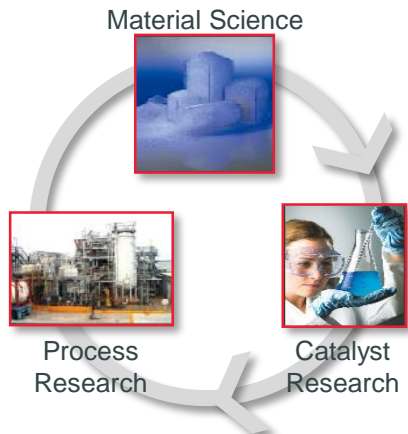 Material Science
Process
Research
Catalyst
Research